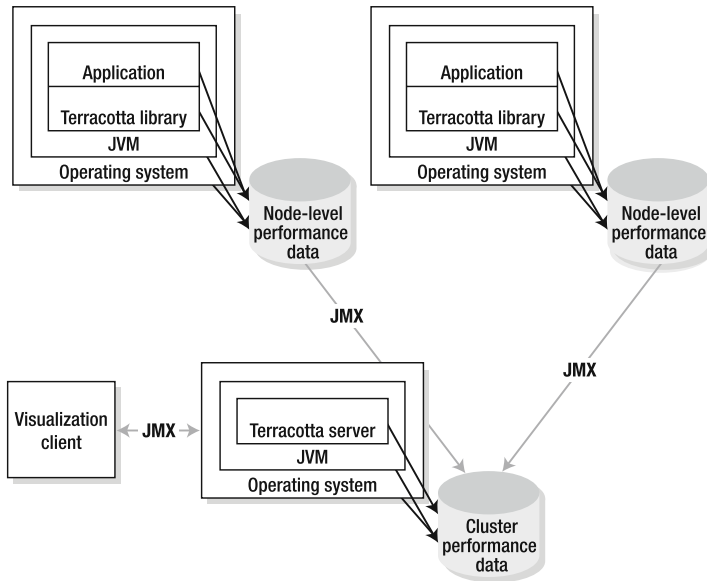 Application
Terracotta library
JVM
Operating system
Node-level
performance
data
Application
Terracotta library
JVM
Operating system
Node-level
performance
data
JMX
JMX
Visualization
client
JMX
Terracotta server
JVM
Operating system
Cluster
performance
data